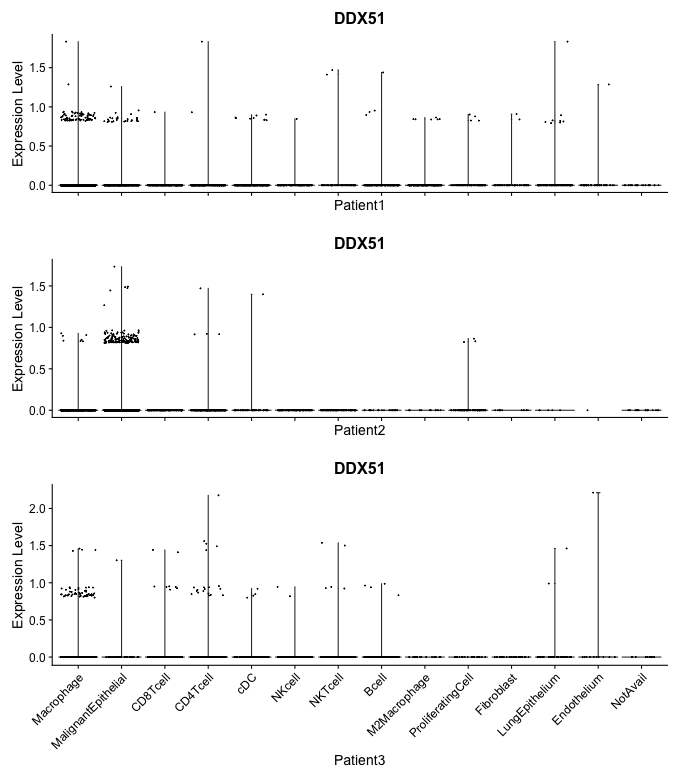 DDX51
Expression Level
1.5
1.0
0.5
0.0
Patient1
DDX51
Expression Level
1.5
1.0
0.5
0.0
Patient2
DDX51
Expression Level
2.0
1.5
1.0
0.5
0.0
Macrophage
MalignantEpithelial
CD8Tcell
CD4Tcell
cDC
NKcell
NKTcell
Bcell
M2Macrophage
ProliferatingCell
Fibroblast
LungEpithelium
Endothelium
NotAvail
Patient3